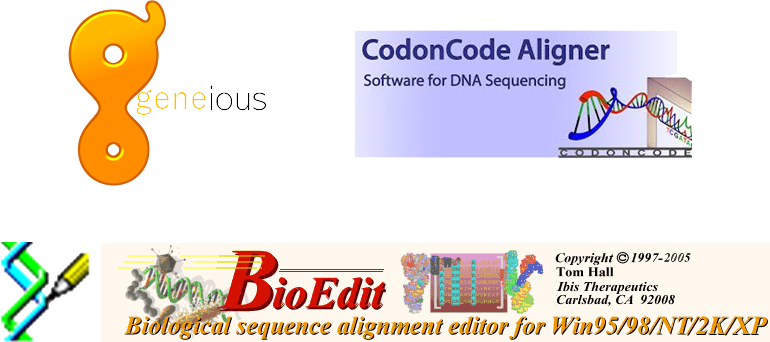 geneious
CodonCode Aligner
Software for DNA Sequencing
CODONCODE
BioEdit
Copyright © 1997-2005
Tom Hall
Ibis Therapeutics
Carlsbad, CA 92008
Biological sequence alignment editor for Win95/98/NT/2K/XP